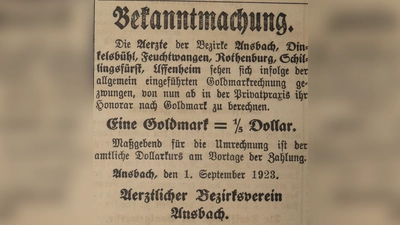 Bekanntmachung.
Die Aerzte der Bezirke Ansbach, Din-
kelsbühl, Feuchtwangen, Rothenburg, Schil-
lingsfürst, Uffenheim sehen sich infolge der
allgemein eingeführten Goldmarkrechnung ge-
zwungen, von nun ab in der Privatpraxis ihr
Honorar nach Goldmark zu berechnen.
Eine Goldmark = ⅕ Dollar.
Maßgebend für die Umrechnung ist der
amtliche Dollarkurs am Vortage der Zahlung.
Ansbach, den 1. September 1923.
Aerztlicher Bezirksverein
Ansbach.